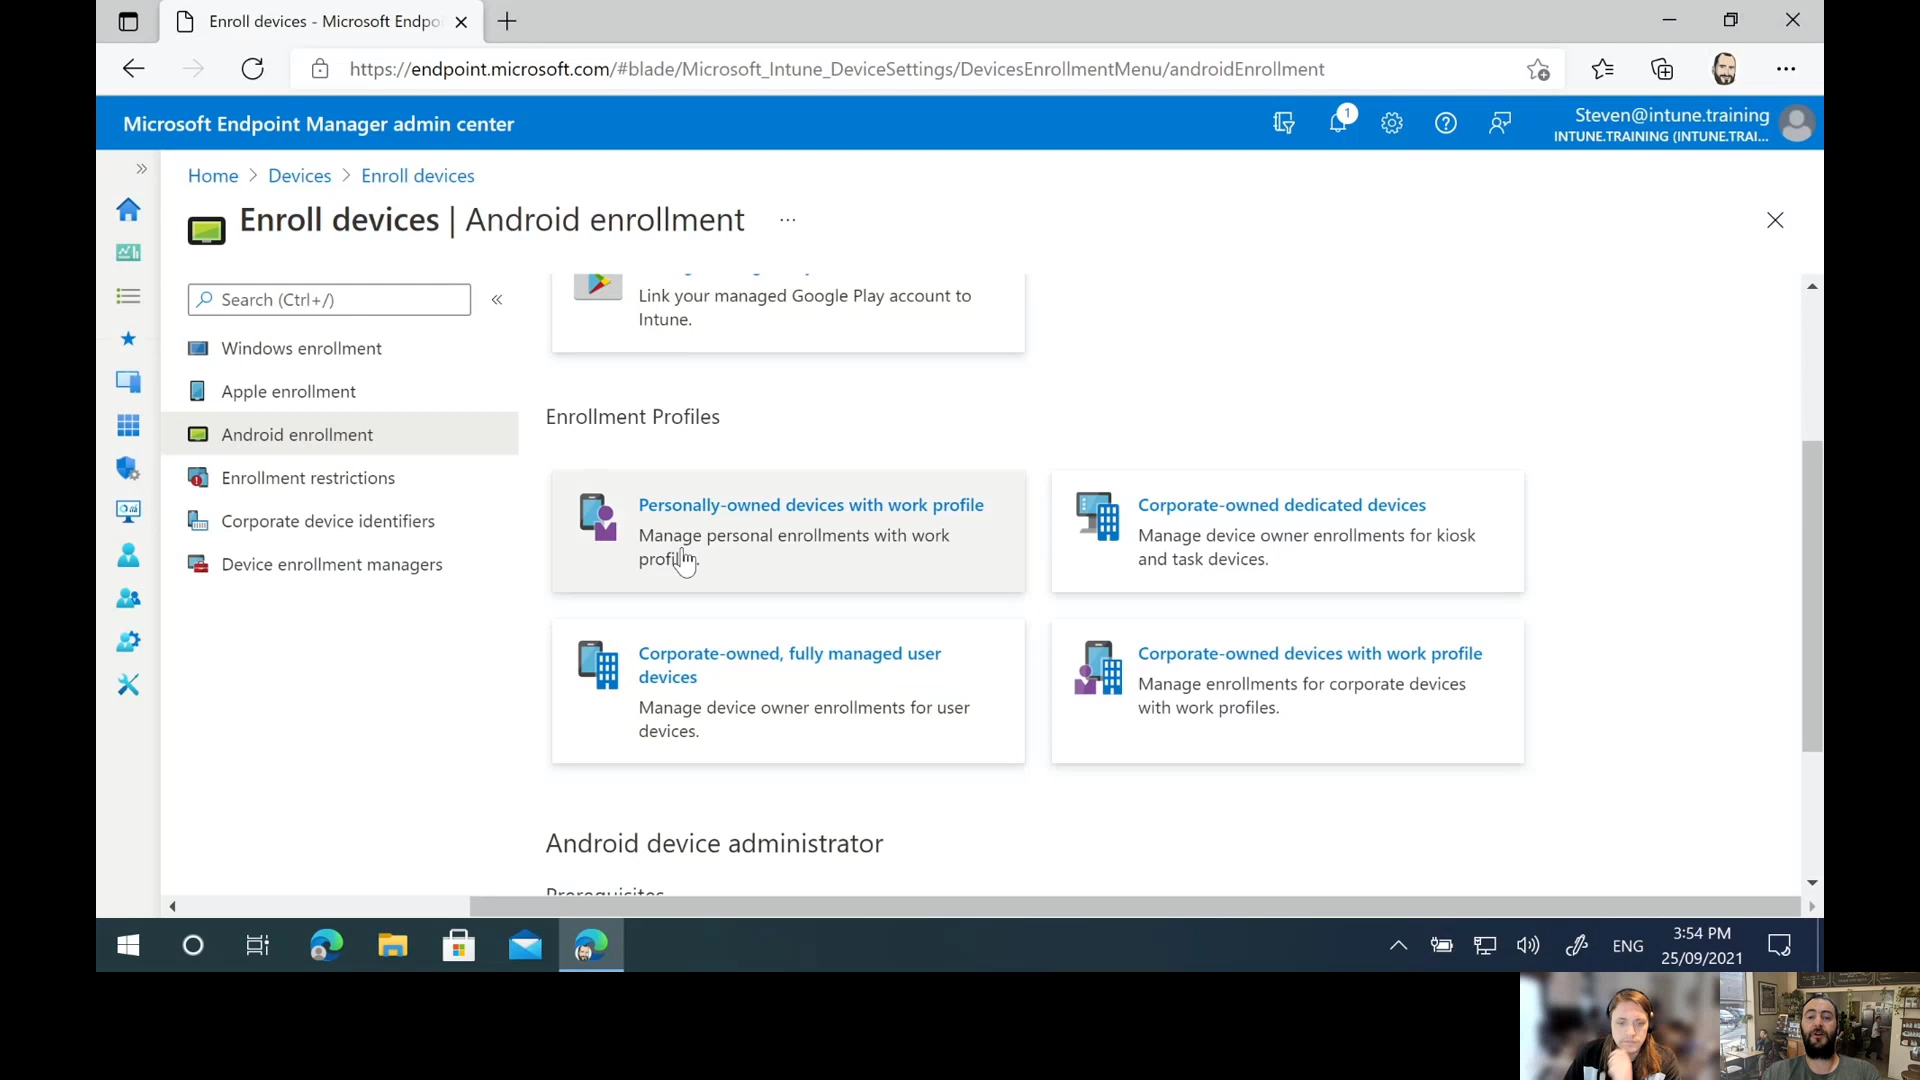 Enroll devices - Microsoft Endpo
https://endpoint.microsoft.com/#blade/Microsoft_Intune_DeviceSettings/DevicesEnrollmentMenu/androidEnrollment
Microsoft Endpoint Manager admin center
1
Steven@intune.training
INTUNE.TRAINING (INTUNE.TRAI...
Home > Devices > Enroll devices
Enroll devices | Android enrollment
...
Search (Ctrl+/)
Windows enrollment
Apple enrollment
Android enrollment
Enrollment restrictions
Corporate device identifiers
Device enrollment managers
Link your managed Google Play account to
Intune.
Enrollment Profiles
Personally-owned devices with work profile
Manage personal enrollments with work
Corporate-owned dedicated devices
Manage device owner enrollments for kiosk
and task devices.
Corporate-owned, fully managed user
devices
Manage device owner enrollments for user
devices.
Corporate-owned devices with work profile
Manage enrollments for corporate devices
with work profiles.
Android device administrator
Prerequisites
ENG
3:54 PM
25/09/2021